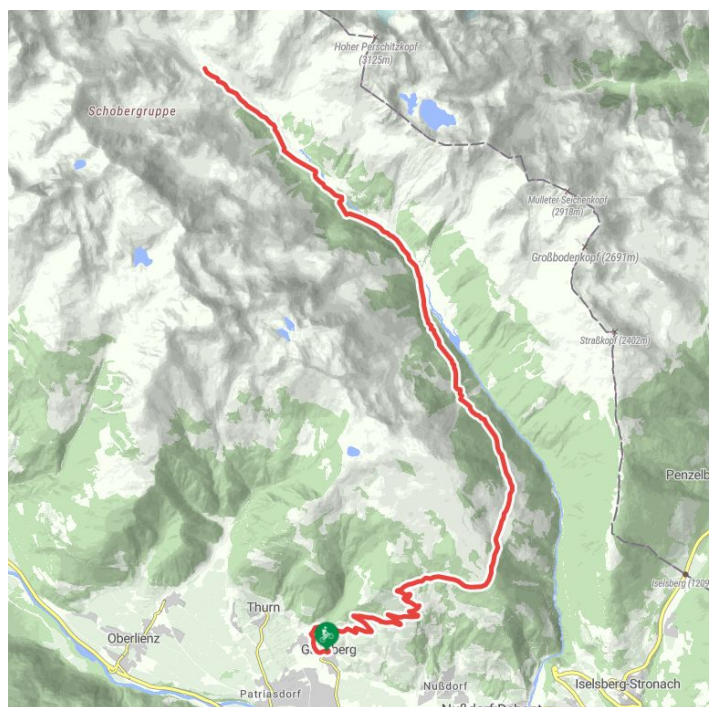 Hoher Perschitzkopf
(3125m)
Schobergruppe
Mulleter Seichenkopf
(2918m)
Großbodenkopf (2691m)
Straßkopf (2402m)
Penzelb
Iselsberg (1209
Thurn
Oberlienz
Patriasdorf
Nußdorf
Iselsberg-Stronach